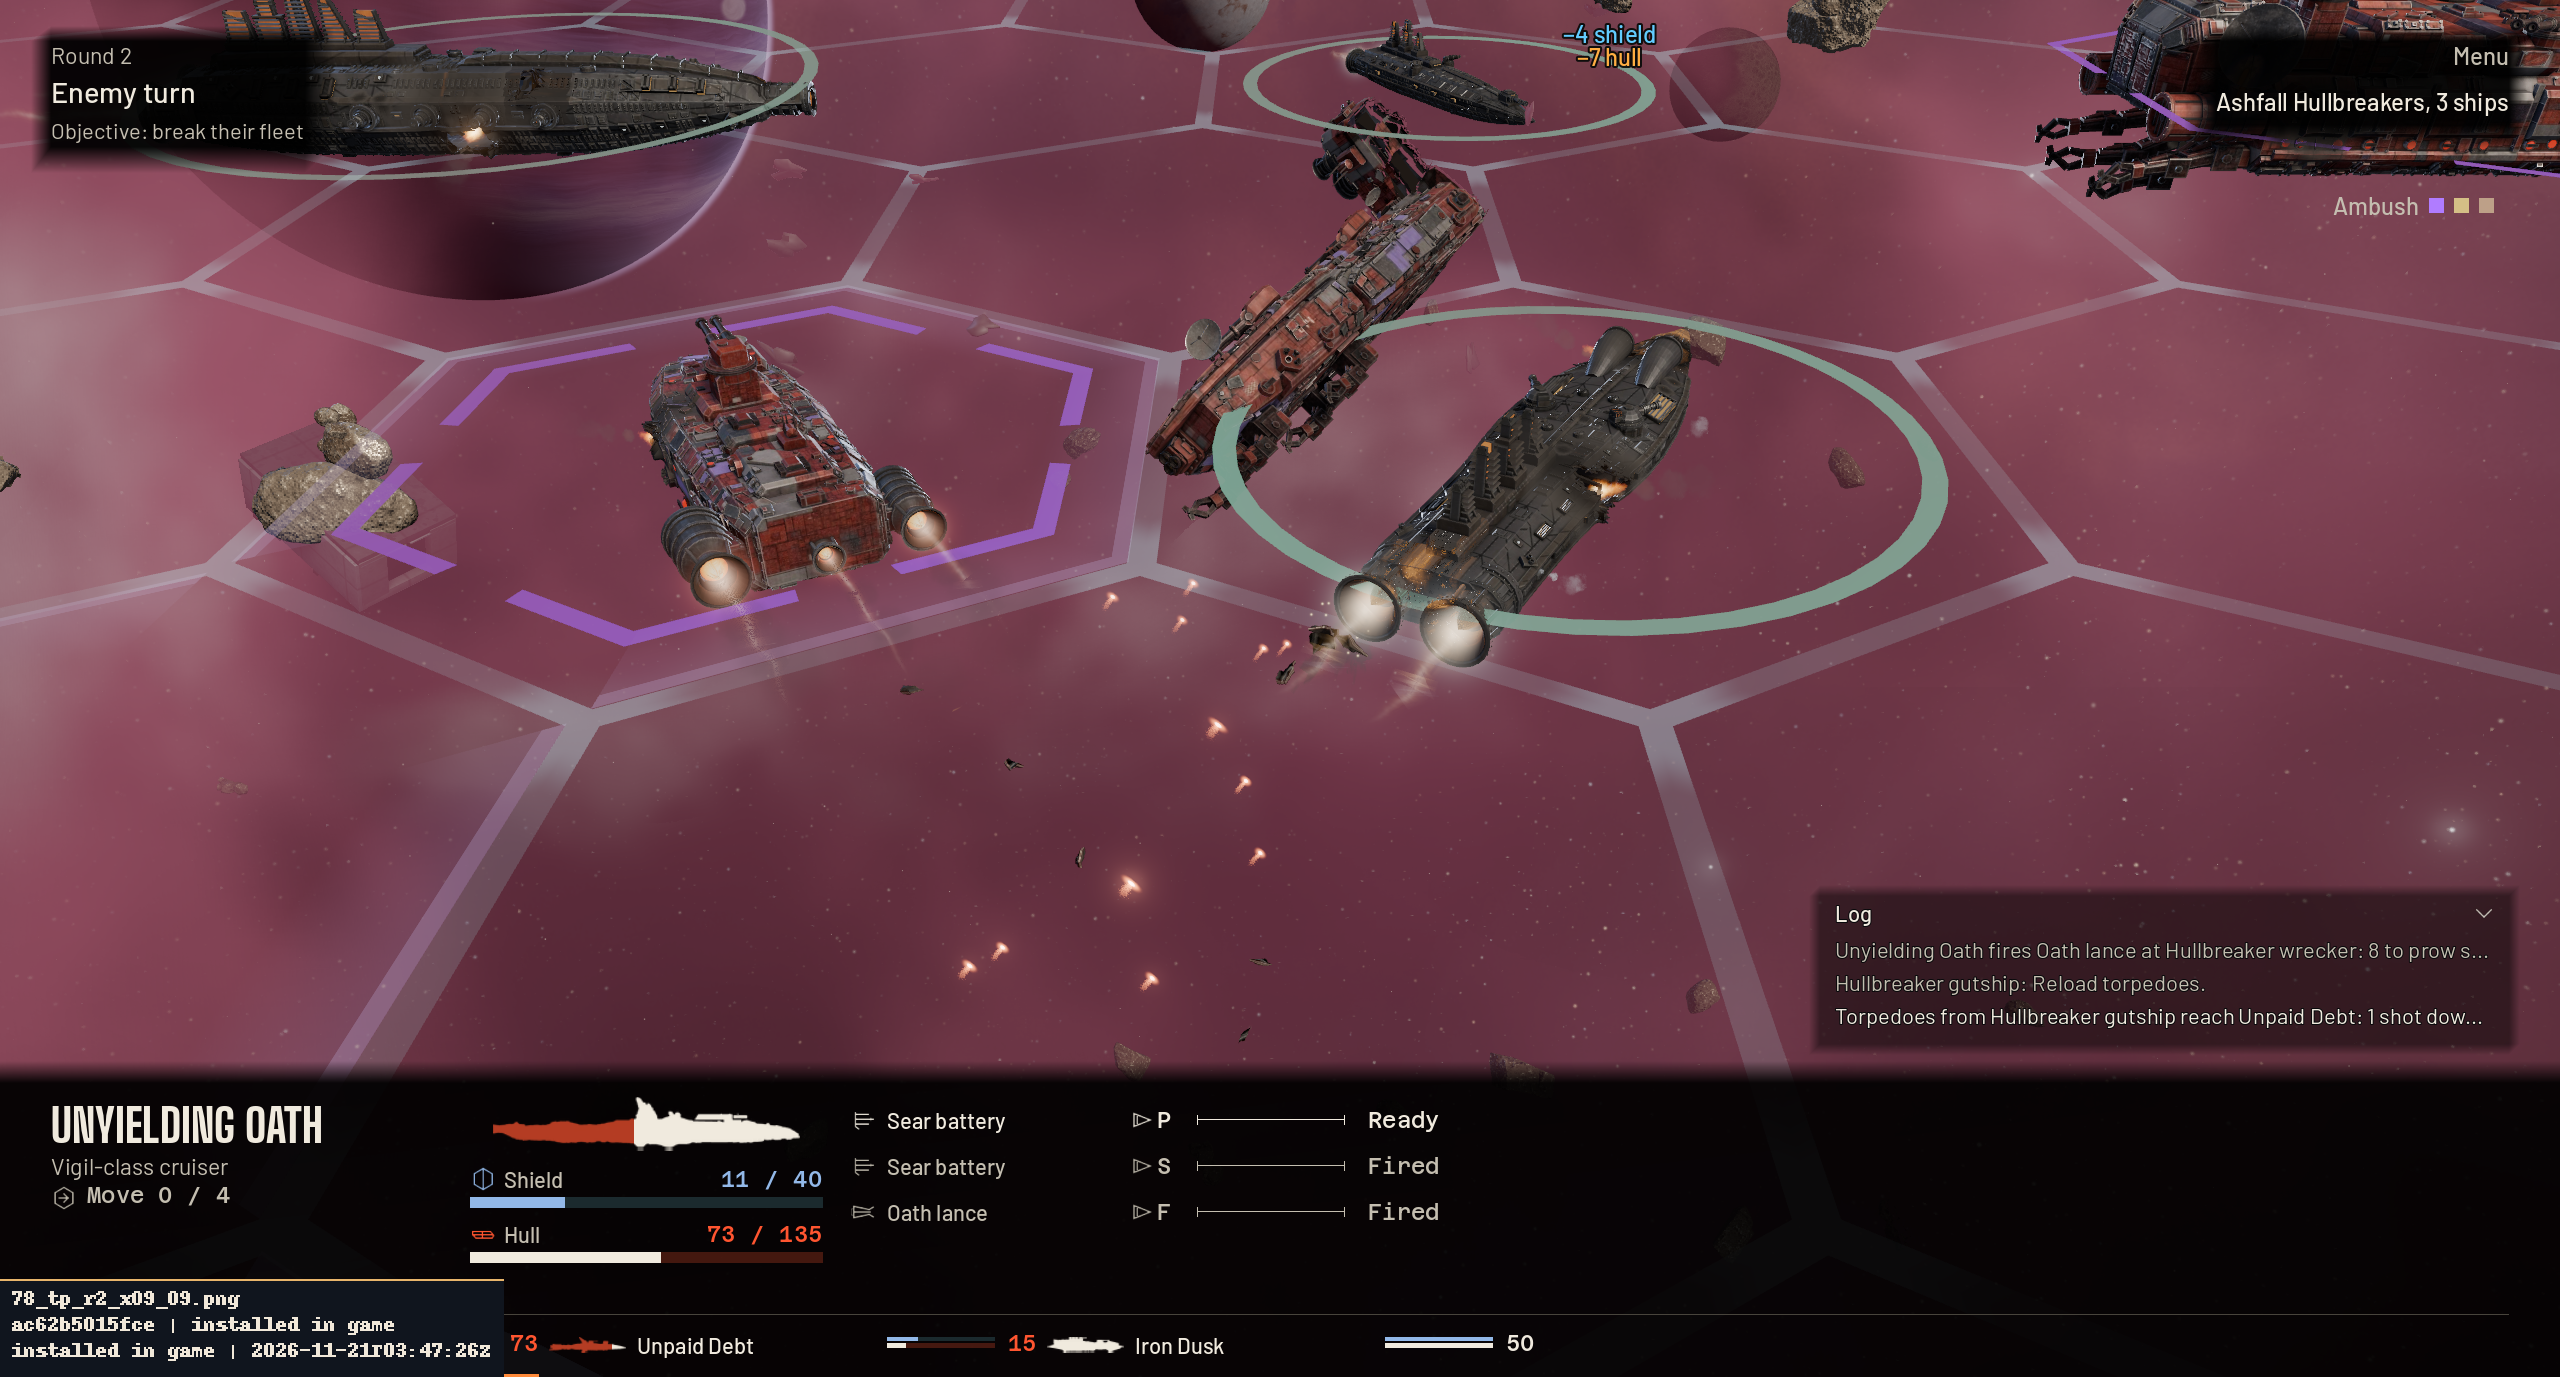 Round 2
Enemy turn
Objective: break their fleet
-4 shield
-7 hull
Menu
Ashfall Hullbreakers, 3 ships
Ambush
Log
Unyielding Oath fires Oath lance at Hullbreaker wrecker: 8 to prow s...
Hullbreaker gutship: Reload torpedoes.
Torpedoes from Hullbreaker gutship reach Unpaid Debt: 1 shot dow...
UNYIELDING OATH
Vigil-class cruiser
Move 0 / 4
Shield 11 / 40
Hull 73 / 135
Sear battery P Ready
Sear battery S Fired
Oath lance F Fired
78_tp_r2_x09_09.png
ac62b5015fce | installed in game
installed in game | 2026-11-21T03:47:26Z
73 Unpaid Debt 15 Iron Dusk 50